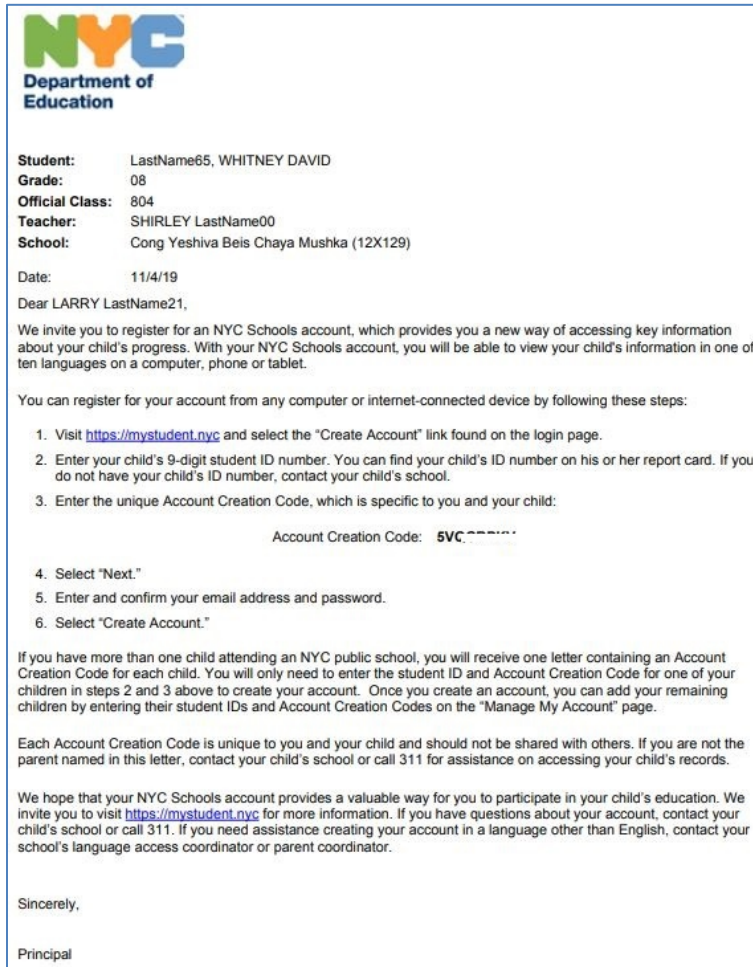 NYC
Department of
Education
Student: LastName65, WHITNEY DAVID
Grade: 08
Official Class: 804
Teacher: SHIRLEY LastName00
School: Cong Yeshiva Beis Chaya Mushka (12X129)
Date: 11/4/19
Dear LARRY LastName21,
We invite you to register for an NYC Schools account, which provides you a new way of accessing key information
about your child's progress. With your NYC Schools account, you will be able to view your child's information in one of
ten languages on a computer, phone or tablet.
You can register for your account from any computer or internet-connected device by following these steps:
1. Visit https://mystudent.nyc and select the “Create Account” link found on the login page.
2. Enter your child's 9-digit student ID number. You can find your child's ID number on his or her report card. If you
do not have your child's ID number, contact your child's school.
3. Enter the unique Account Creation Code, which is specific to you and your child:
Account Creation Code:
4. Select “Next.”
5. Enter and confirm your email address and password.
6. Select “Create Account.”
If you have more than one child attending an NYC public school, you will receive one letter containing an Account
Creation Code for each child. You will only need to enter the student ID and Account Creation Code for one of your
children in steps 2 and 3 above to create your account. Once you create an account, you can add your remaining
children by entering their student IDs and Account Creation Codes on the “Manage My Account” page.
Each Account Creation Code is unique to you and your child and should not be shared with others. If you are not the
parent named in this letter, contact your child's school or call 311 for assistance on accessing your child's records.
We hope that your NYC Schools account provides a valuable way for you to participate in your child's education. We
invite you to visit https://mystudent.nyc for more information. If you have questions about your account, contact your
child's school or call 311. If you need assistance creating your account in a language other than English, contact your
school's language access coordinator or parent coordinator.
Sincerely,
Principal